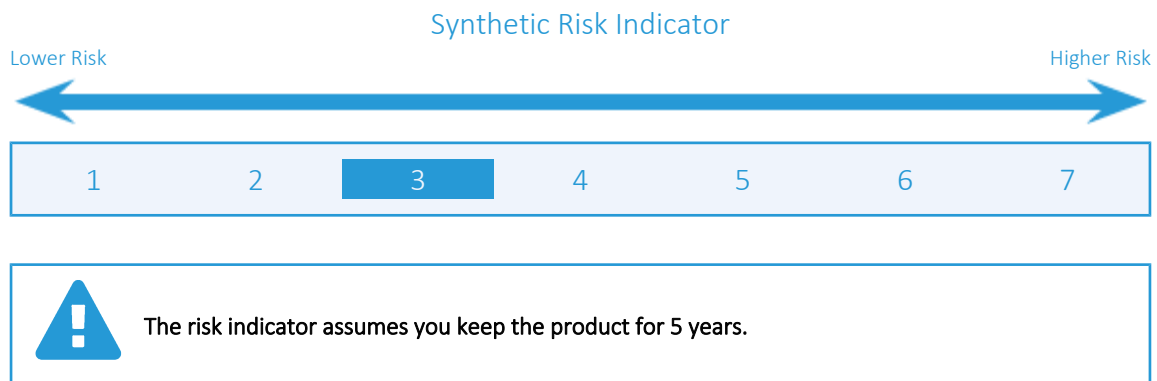 Synthetic Risk Indicator
Lower Risk Higher Risk
1 2 3 4 5 6 7
The risk indicator assumes you keep the product for 5 years.